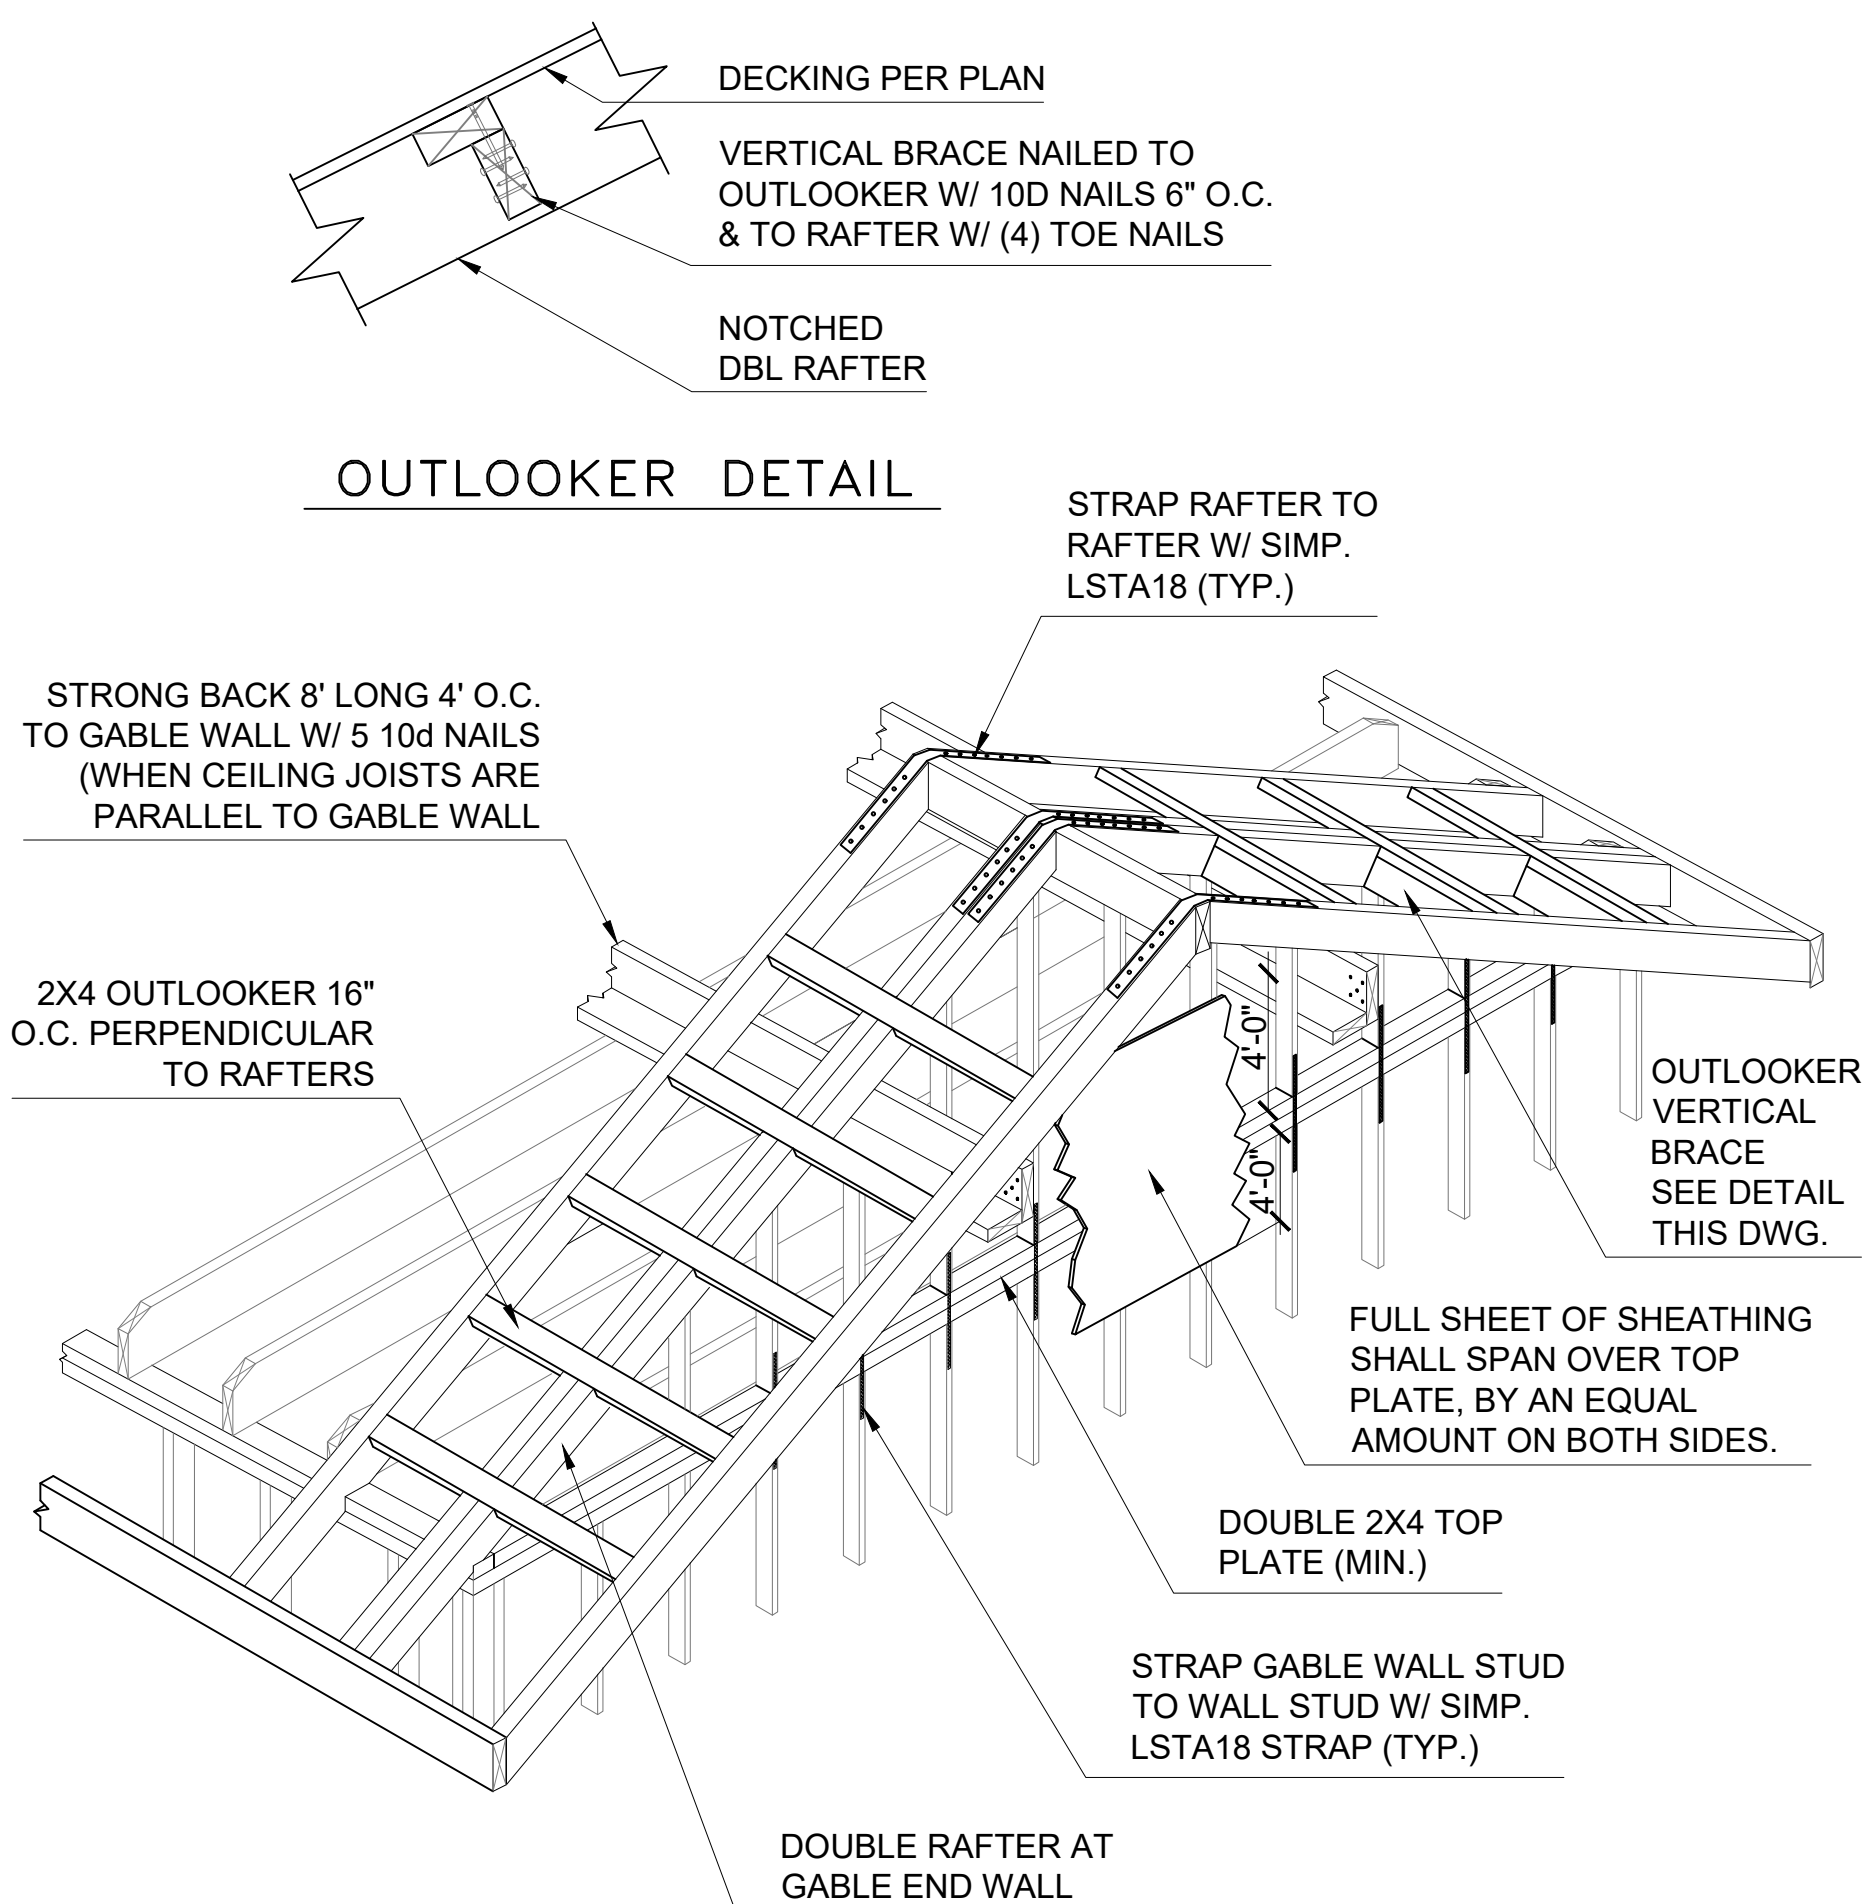 DECKING PER PLAN
VERTICAL BRACE NAILED TO
OUTLOOKER W/ 10D NAILS 6" O.C.
& TO RAFTER W/ (4) TOE NAILS
NOTCHED
DBL RAFTER
OUTLOOKER DETAIL
STRAP RAFTER TO
RAFTER W/ SIMP.
LSTA18 (TYP.)
STRONG BACK 8' LONG 4' O.C.
TO GABLE WALL W/ 5 10d NAILS
(WHEN CEILING JOISTS ARE
PARALLEL TO GABLE WALL
2X4 OUTLOOKER 16"
O.C. PERPENDICULAR
TO RAFTERS
4'-0"
4'-0"
OUTLOOKER
VERTICAL
BRACE
SEE DETAIL
THIS DWG.
FULL SHEET OF SHEATHING
SHALL SPAN OVER TOP
PLATE, BY AN EQUAL
AMOUNT ON BOTH SIDES.
DOUBLE 2X4 TOP
PLATE (MIN.)
STRAP GABLE WALL STUD
TO WALL STUD W/ SIMP.
LSTA18 STRAP (TYP.)
DOUBLE RAFTER AT
GABLE END WALL